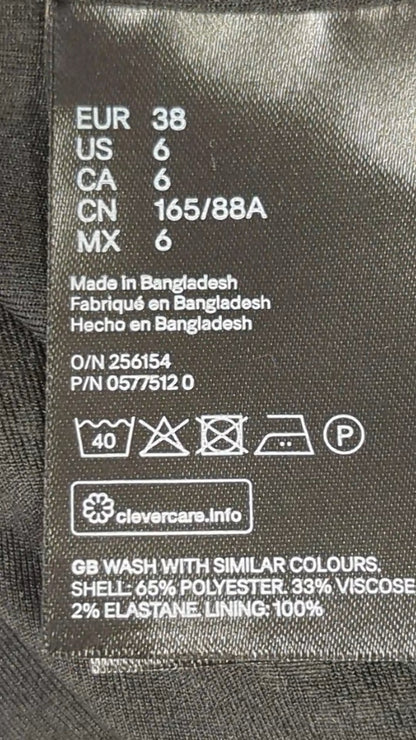 EUR 38
US 6
CA 6
CN 165/88A
MX 6
Made in Bangladesh
Fabriqué en Bangladesh
Hecho en Bangladesh
O/N 256154
P/N 0577512 0
40 P
clevercare.info
GB WASH WITH SIMILAR COLOURS.
SHELL: 65% POLYESTER. 33% VISCOSE
2% ELASTANE. LINING: 100%